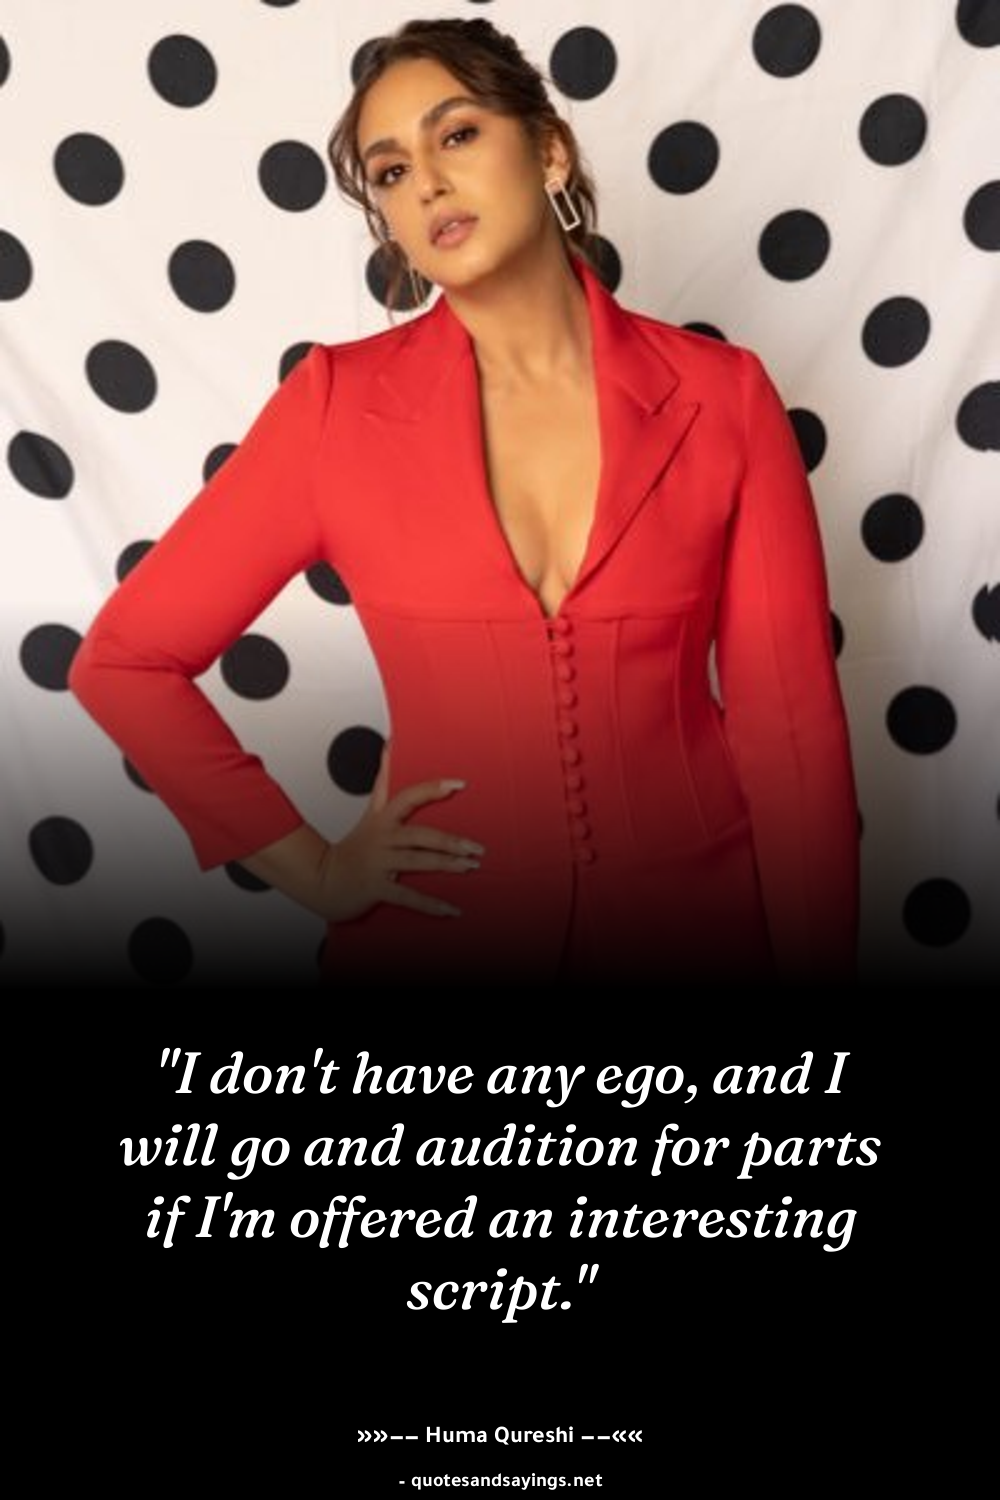 "I don't have any ego, and I
will go and audition for parts
if I'm offered an interesting
script."
»»−− Huma Qureshi −−««
- quotesandsayings.net